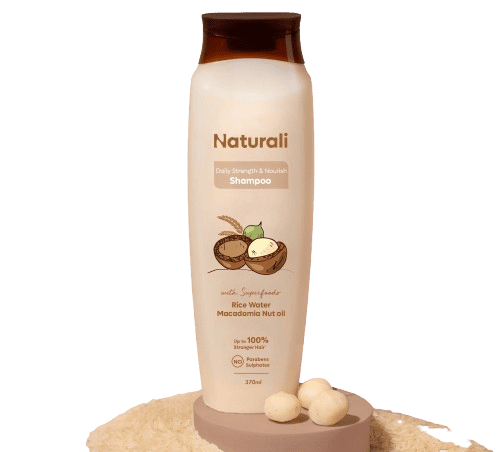 Naturali
Daily Strength & Nourish
Shampoo
with Superfoods
Rice Water
Macadamia Nut oil
Up to 100%
Stronger Hair
NO Parabens
Sulphates
370ml